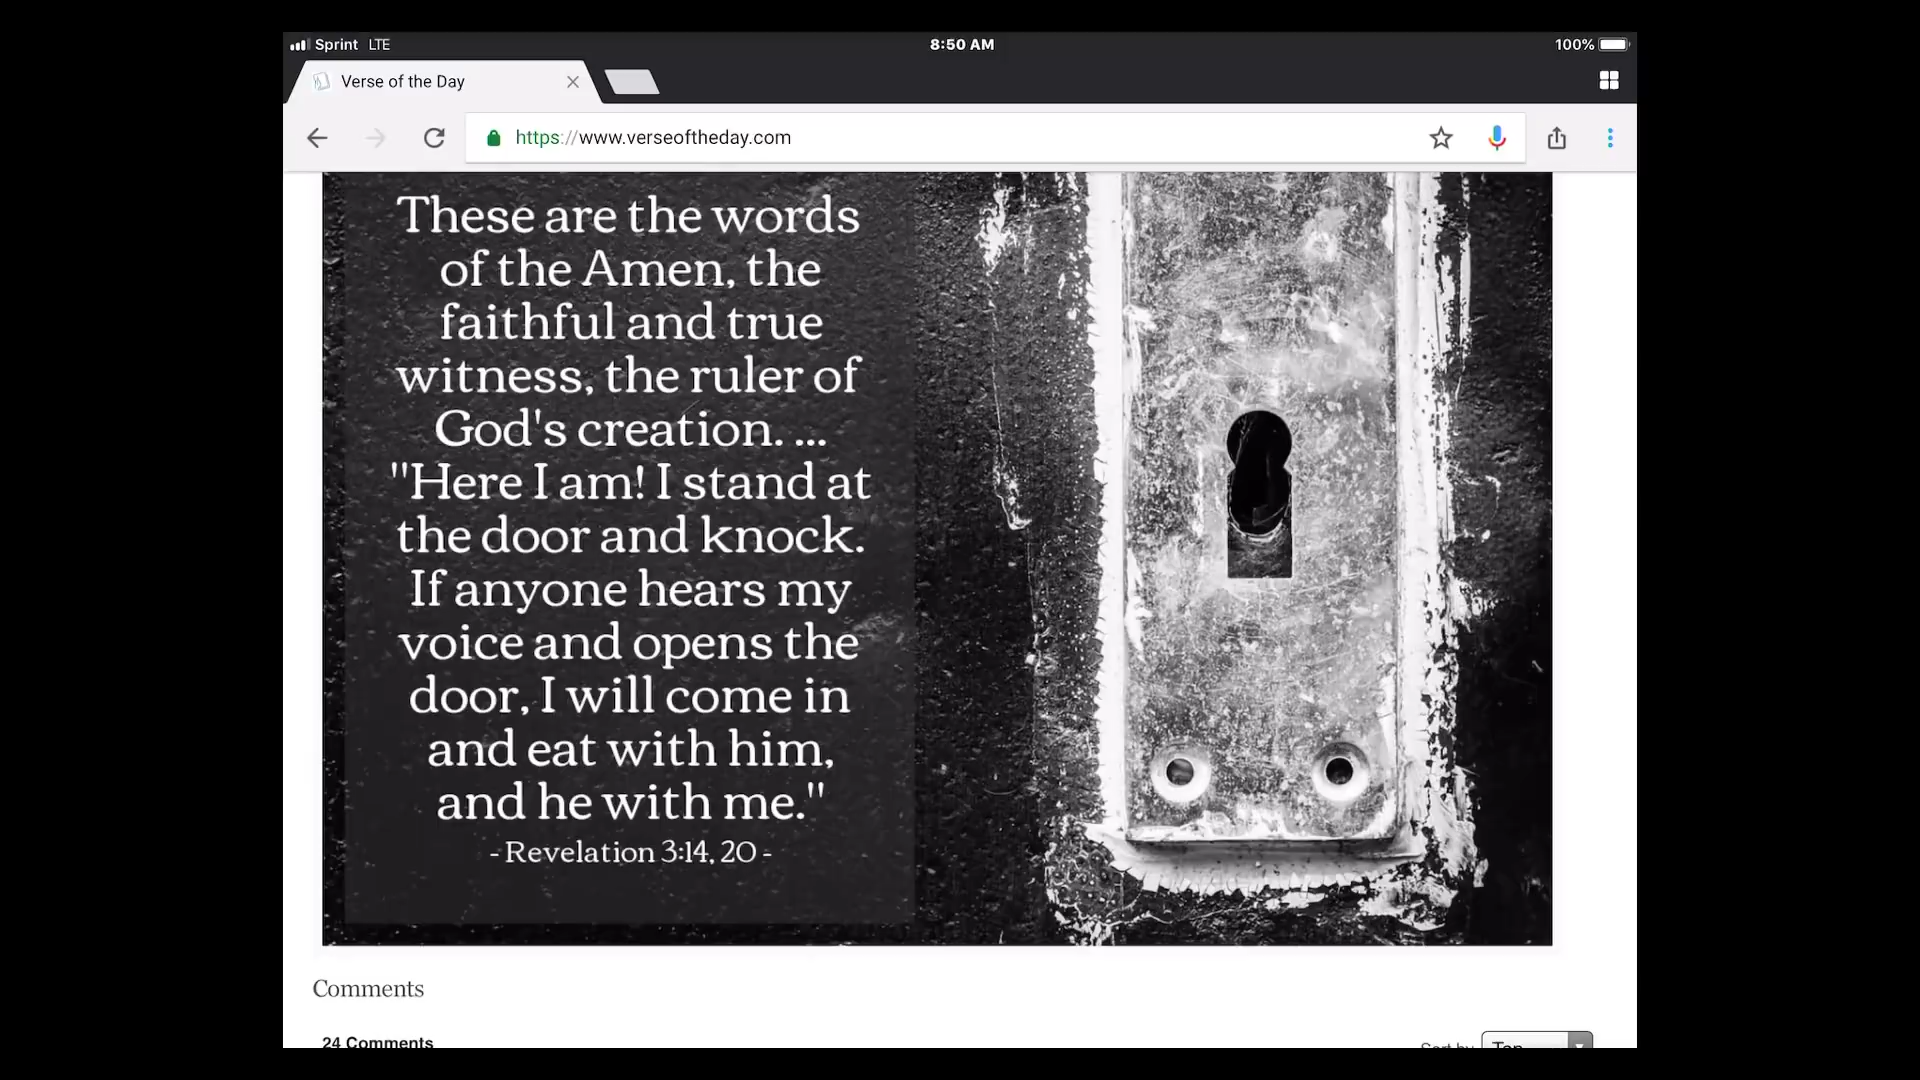 Sprint LTE 8:50 AM 100%
Verse of the Day
https://www.verseoftheday.com
These are the words
of the Amen, the
faithful and true
witness, the ruler of
God's creation. ...
"Here I am! I stand at
the door and knock.
If anyone hears my
voice and opens the
door, I will come in
and eat with him,
and he with me."
- Revelation 3:14, 20 -
Comments
24 Comments
Sort by Top